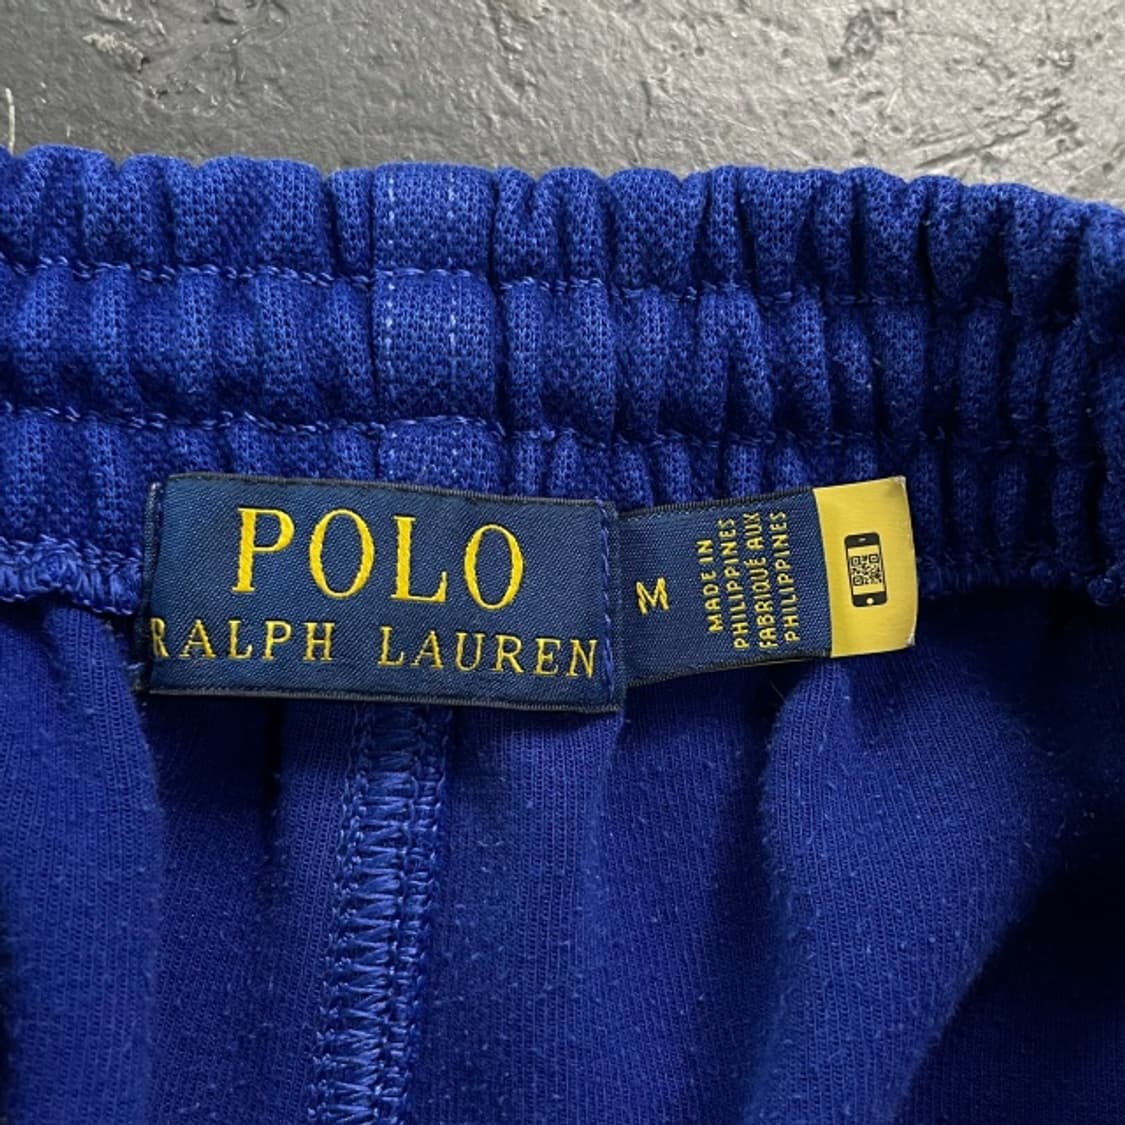 POLO
RALPH LAUREN
M
MADE IN
PHILIPPINES
FABRIQUÉ AUX
PHILIPPINES